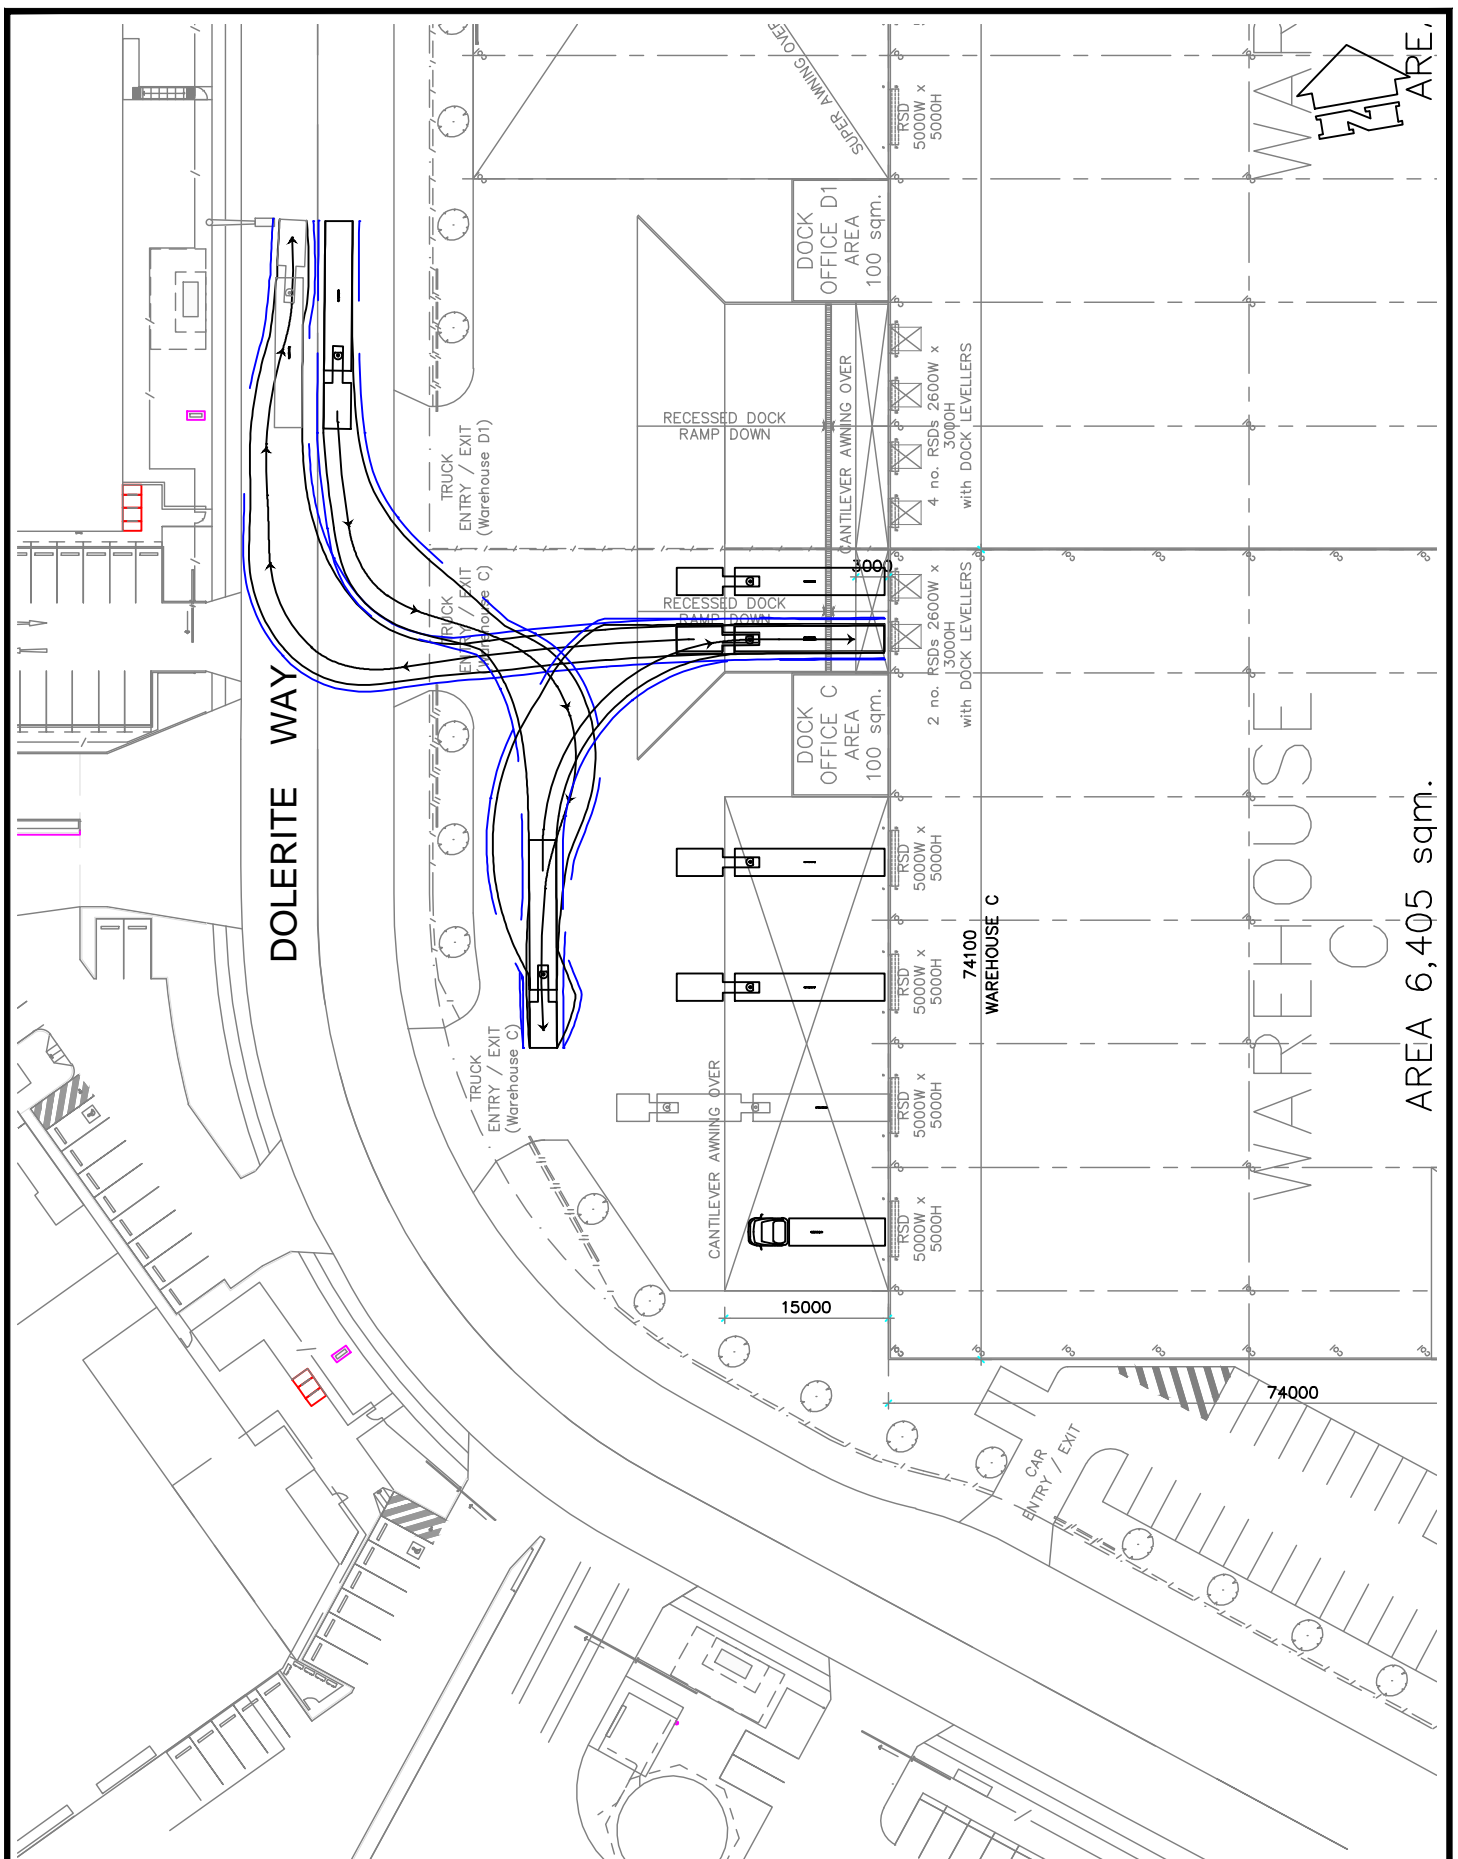 SUPER AWNING OVER
RSD
5000W x
5000H
ARE
WAR
N
DOCK
OFFICE D1
AREA
100 sqm.
RECESSED DOCK
RAMP DOWN
CANTILEVER AWNING OVER
4 no. RSDs 2600W x
3000H
with DOCK LEVELLERS
TRUCK
ENTRY / EXIT
(Warehouse D1)
TRUCK
ENTRY / EXIT
(Warehouse C)
3000
RECESSED DOCK
RAMP DOWN
2 no. RSDs 2600W x
3000H
with DOCK LEVELLERS
DOLERITE WAY
DOCK
OFFICE C
AREA
100 sqm.
RSD
5000W x
5000H
RSD
5000W x
5000H
74100
WAREHOUSE C
WAREHOUSE
C
AREA 6,405 sqm.
TRUCK
ENTRY / EXIT
(Warehouse C)
CANTILEVER AWNING OVER
RSD
5000W x
5000H
RSD
5000W x
5000H
15000
74000
CAR
ENTRY / EXIT